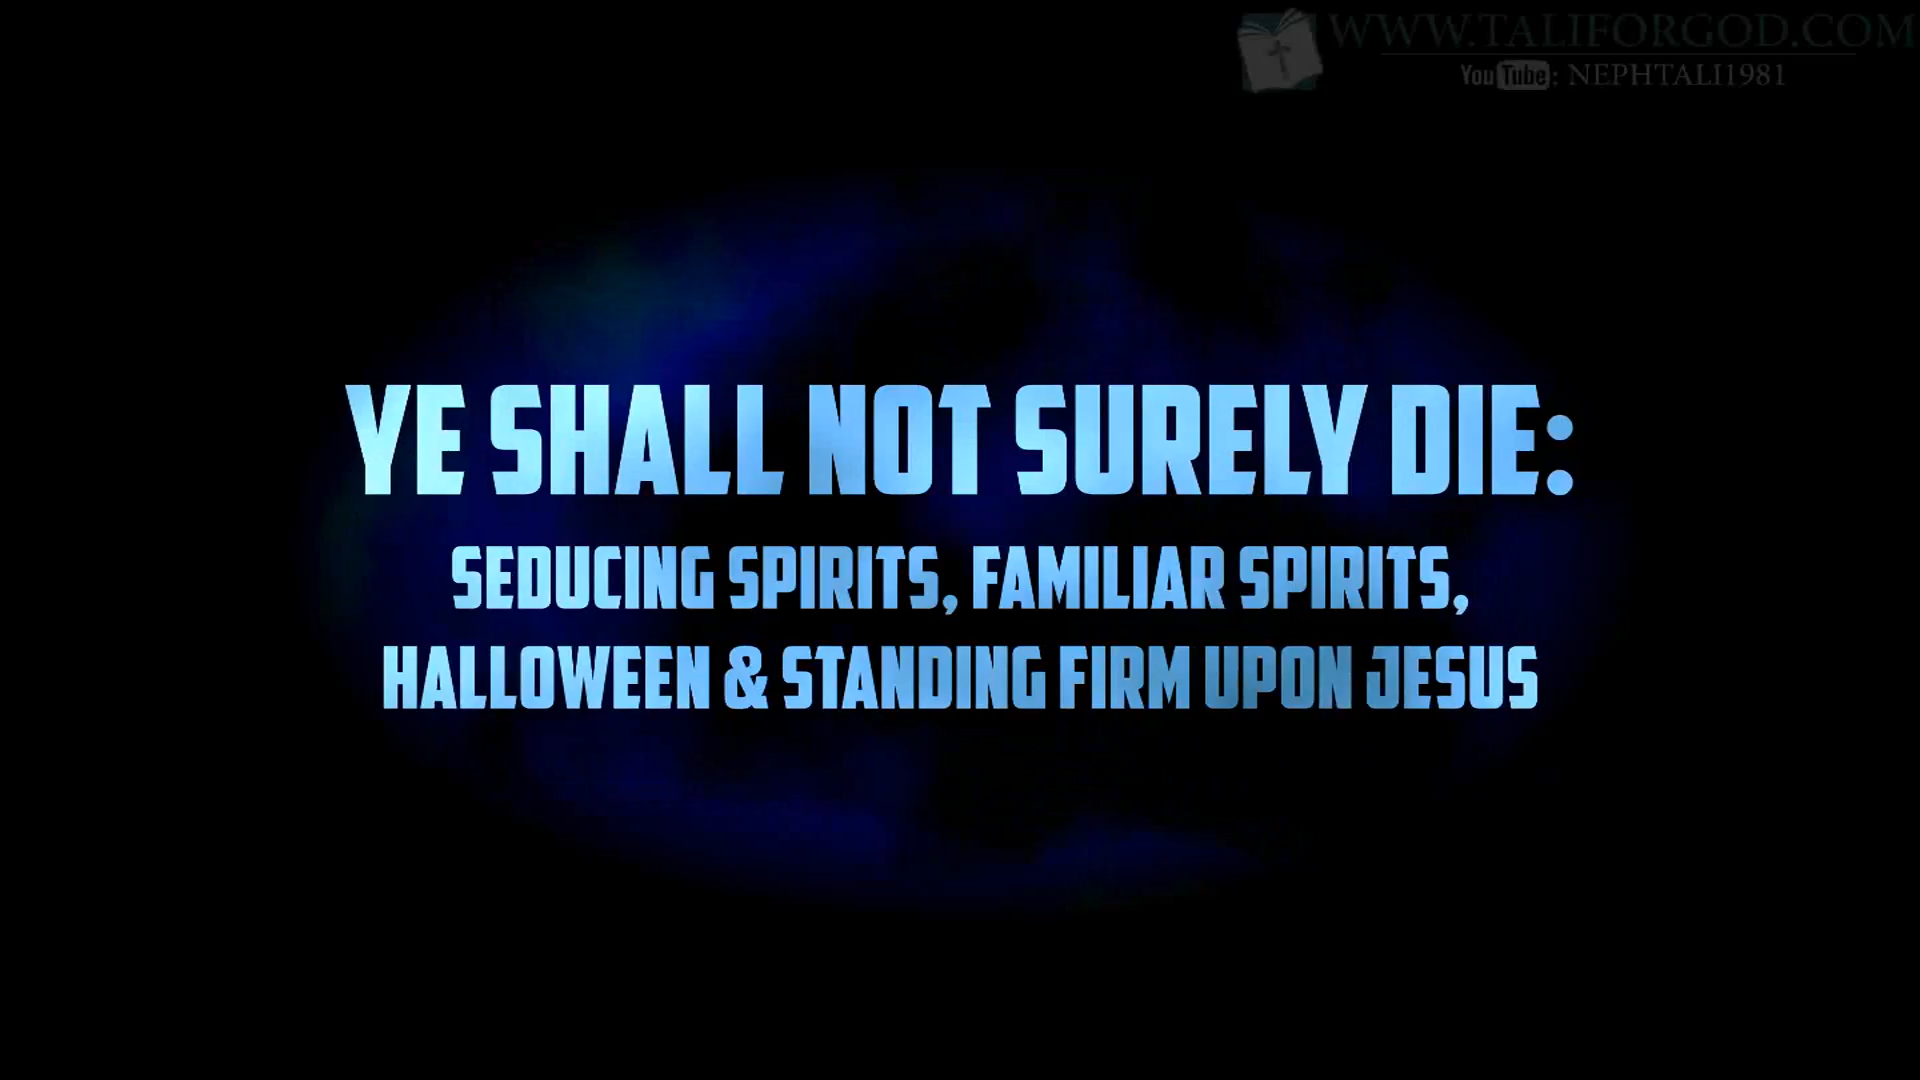 WWW.TALIFORGOD.COM
YouTube: NEPHTALI1981
YE SHALL NOT SURELY DIE:
SEDUCING SPIRITS, FAMILIAR SPIRITS,
HALLOWEEN & STANDING FIRM UPON JESUS